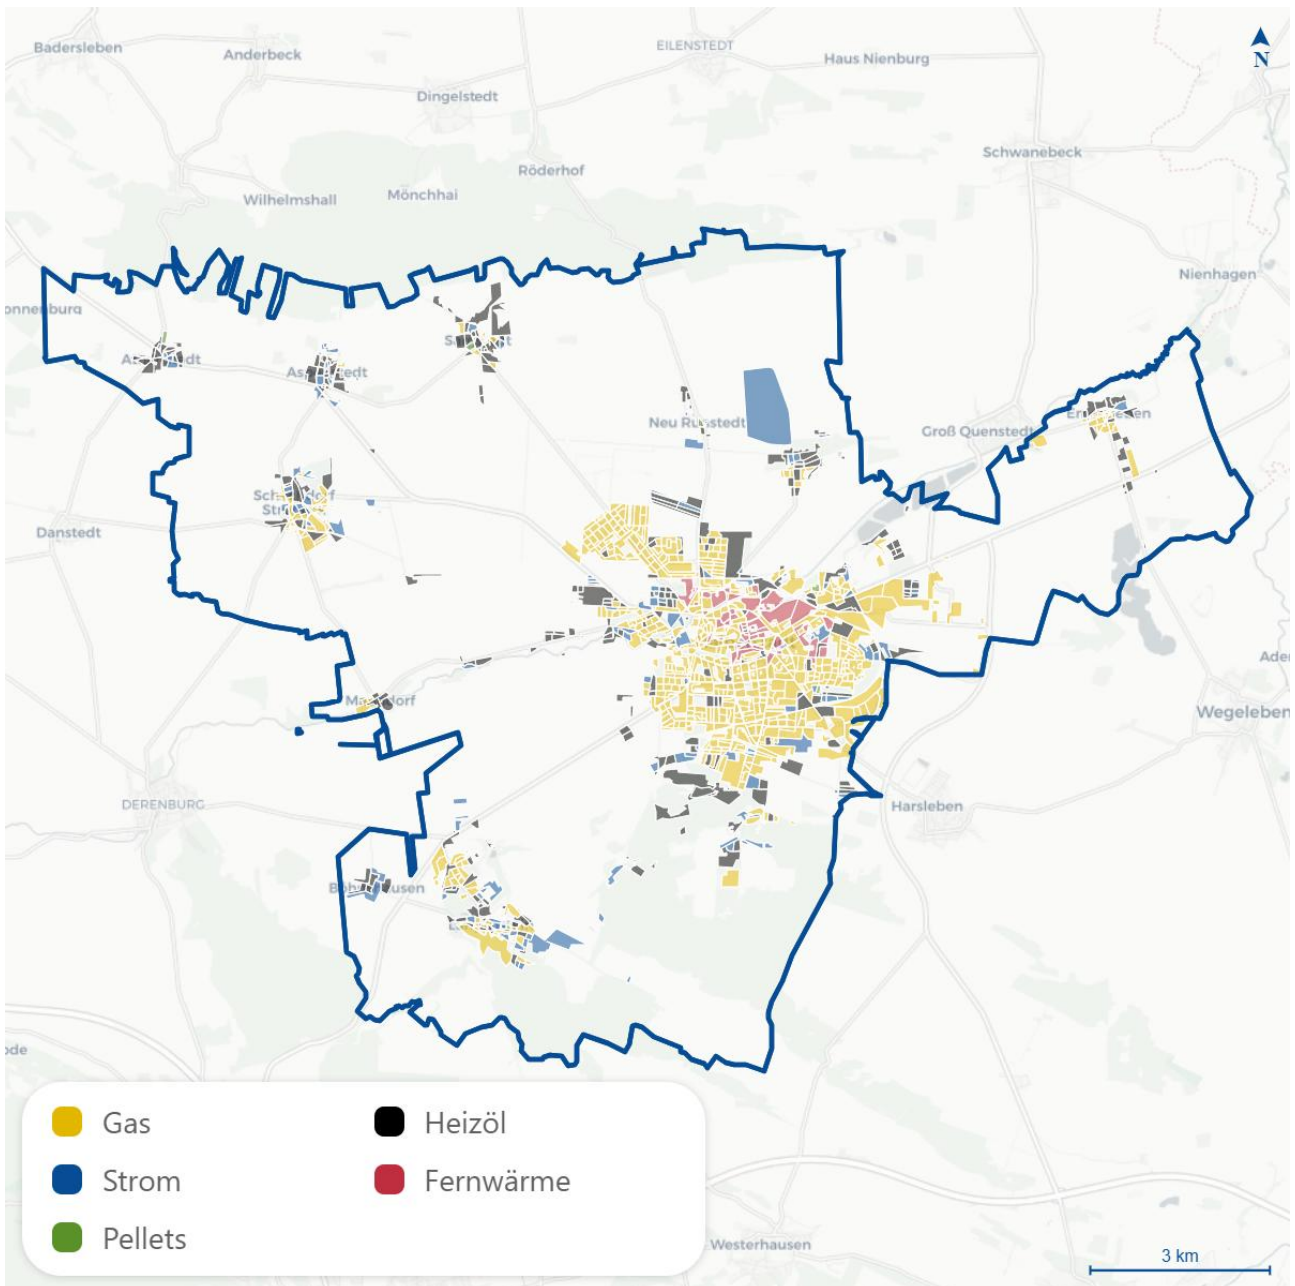 Badersleben
Anderbeck
EILENSTEDT
Haus Nienburg
N
Dingelstedt
Schwanebeck
Röderhof
Wilhelmshall
Mönchhai
Nienhagen
onnenburg
Neu Runstedt
Groß Quenstedt
Danstedt
Wegeleben
DERENBURG
Harsleben
Westerhausen
Gas
Heizöl
Strom
Fernwärme
Pellets
3 km